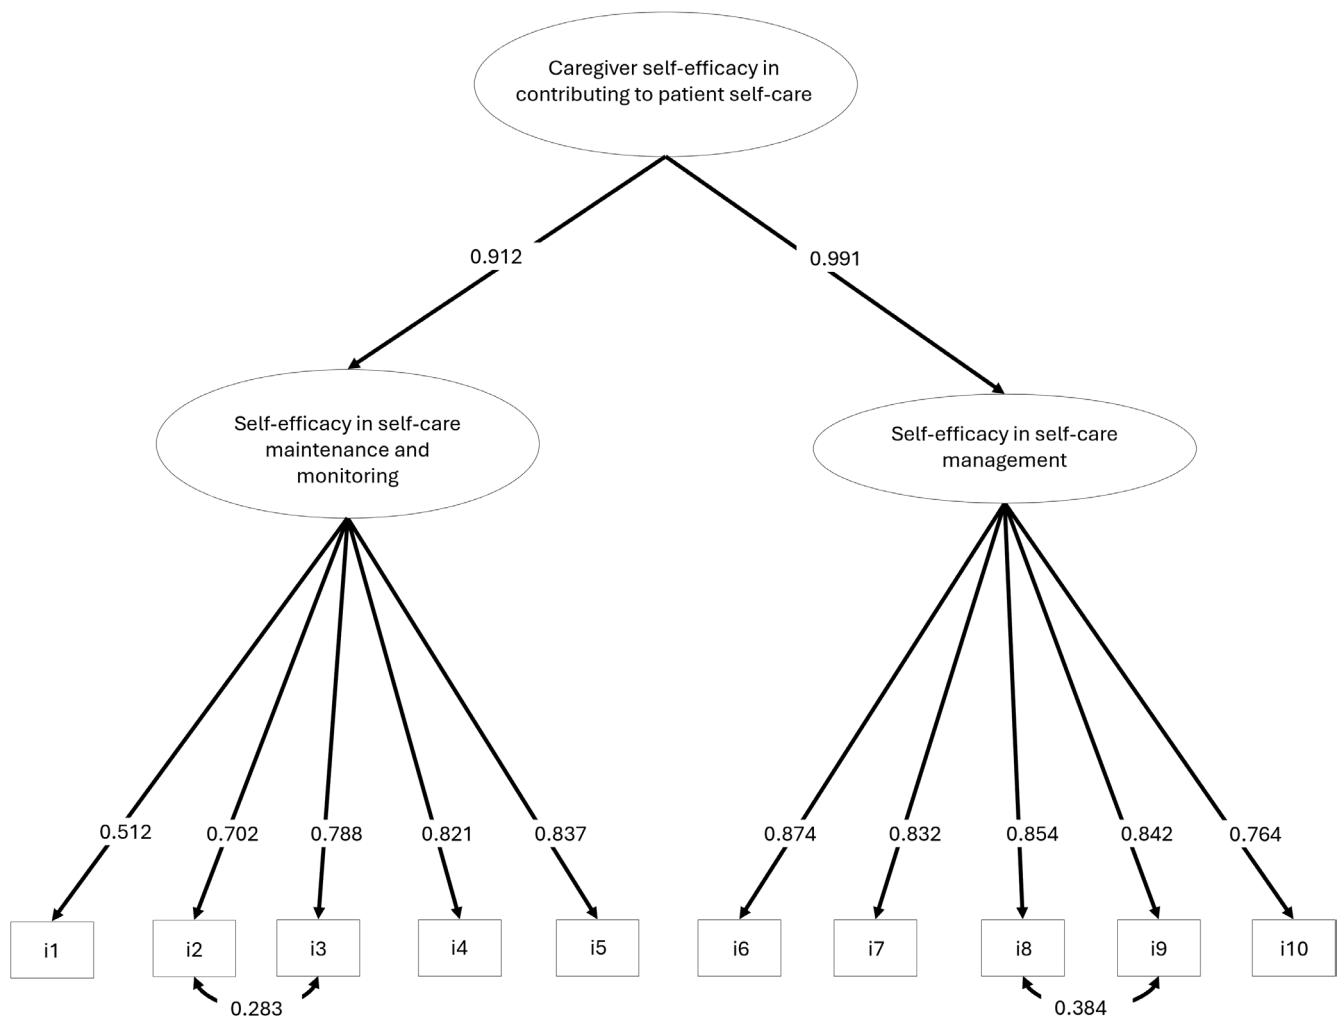 Caregiver self-efficacy in
contributing to patient self-care
0.912
0.991
Self-efficacy in self-care
maintenance and
monitoring
Self-efficacy in self-care
management
0.512
0.702
0.788
0.821
0.837
0.874
0.832
0.854
0.842
0.764
i1
i2
i3
i4
i5
i6
i7
i8
i9
i10
0.283
0.384